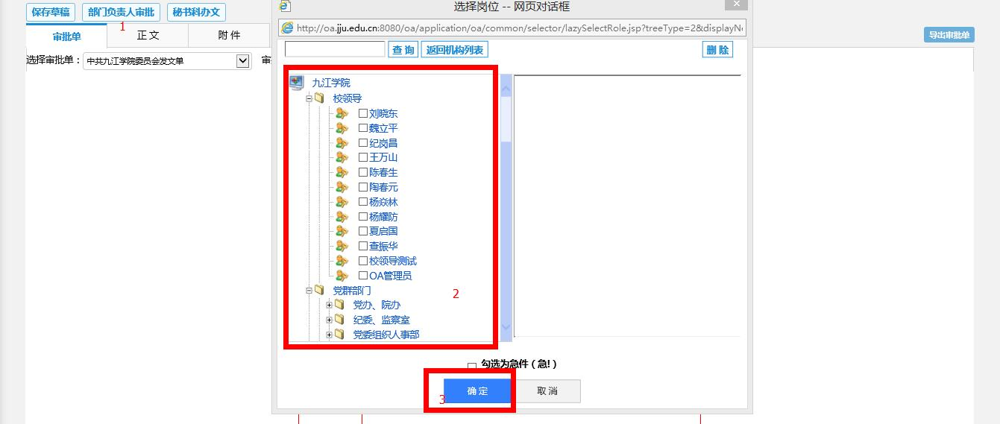 保存草稿 部门负责人审批 秘书科办文
1
审批单 正 文 附 件
导出审批单
选择审批单： 中共九江学院委员会发文单 审
选择岗位 -- 网页对话框
http://oa.jju.edu.cn:8080/oa/application/oa/common/selector/lazySelectRole.jsp?treeType=2&displayN
查 询 返回机构列表 删 除
九江学院
校领导
刘晓东
魏立平
纪岗昌
王万山
陈春生
陶春元
杨焱林
杨耀防
夏启国
查振华
校领导测试
OA管理员
党群部门
2
党办、院办
纪委、监察室
党委组织人事部
勾选为急件（急!）
确 定 取 消
3